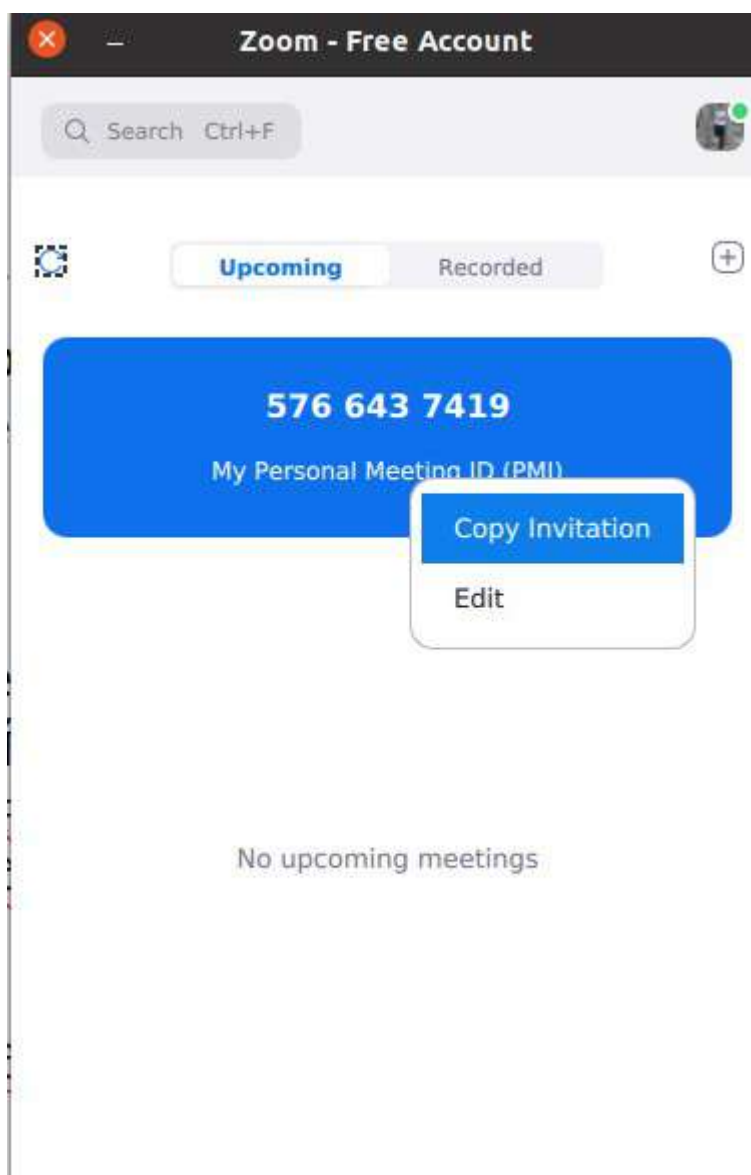 Zoom - Free Account
Search Ctrl+F
Upcoming Recorded
576 643 7419
My Personal Meeting ID (PMI)
Copy Invitation
Edit
No upcoming meetings